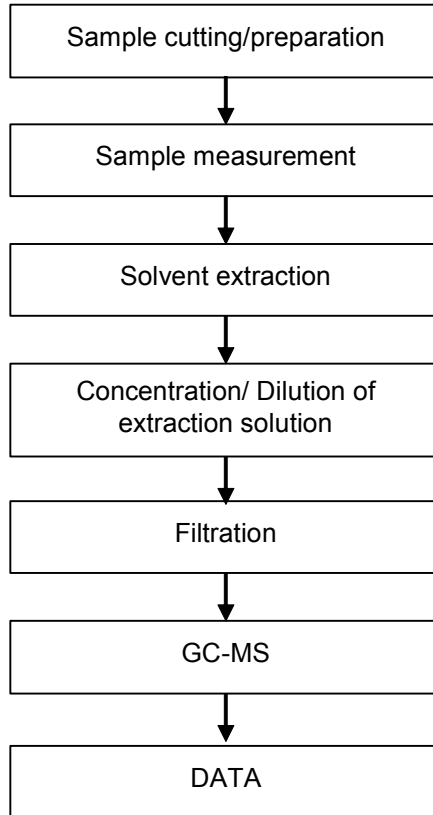 Sample cutting/preparation
Sample measurement
Solvent extraction
Concentration/ Dilution of
extraction solution
Filtration
GC-MS
DATA